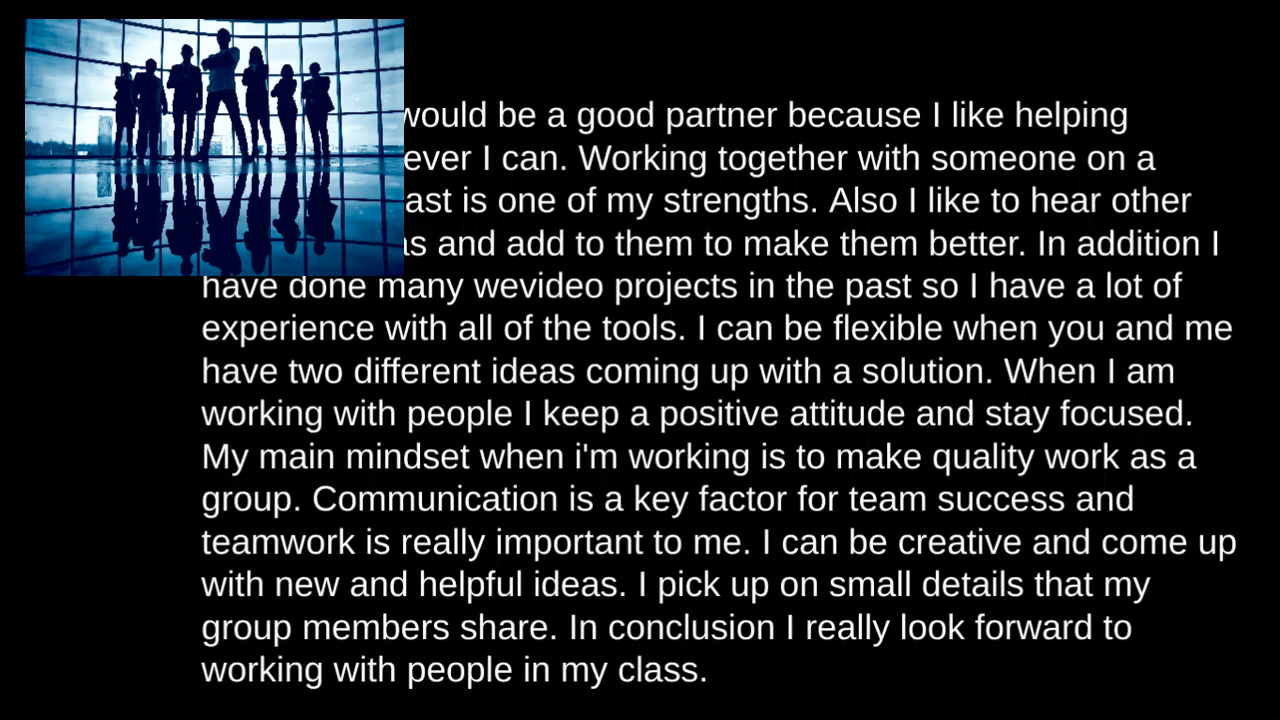 would be a good partner because I like helping
ever I can. Working together with someone on a
ast is one of my strengths. Also I like to hear other
s and add to them to make them better. In addition I
have done many wevideo projects in the past so I have a lot of
experience with all of the tools. I can be flexible when you and me
have two different ideas coming up with a solution. When I am
working with people I keep a positive attitude and stay focused.
My main mindset when i'm working is to make quality work as a
group. Communication is a key factor for team success and
teamwork is really important to me. I can be creative and come up
with new and helpful ideas. I pick up on small details that my
group members share. In conclusion I really look forward to
working with people in my class.